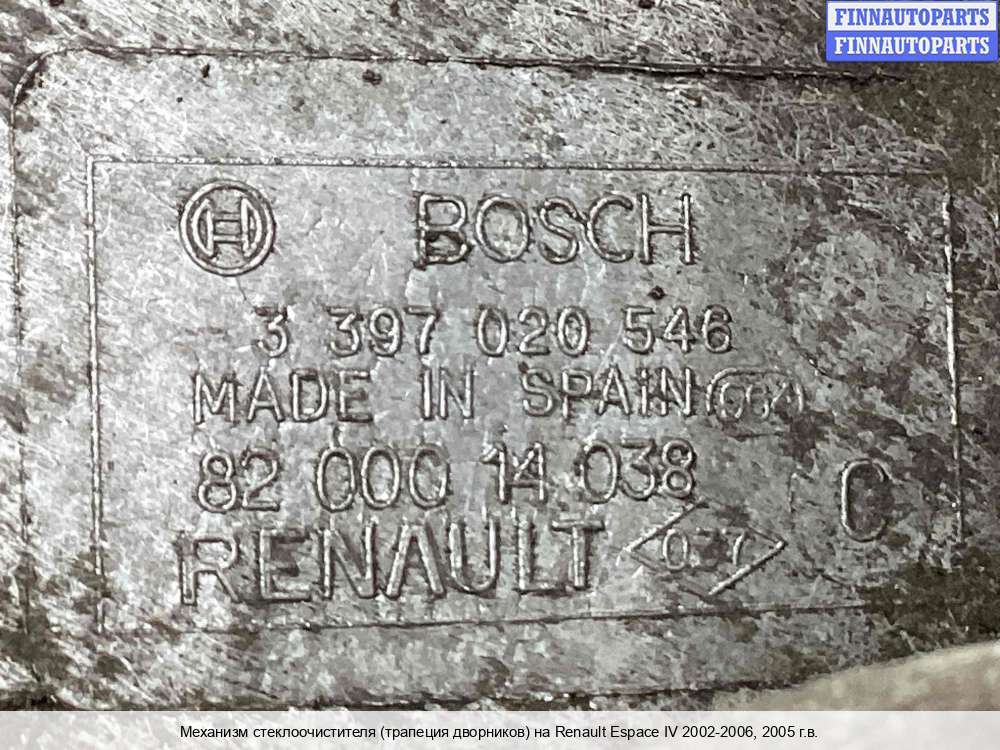 FINNAUTOPARTS
FINNAUTOPARTS
BOSCH
3 397 020 546
MADE IN SPAIN
82 000 14 038
C
RENAULT
Механизм стеклоочистителя (трапеция дворников) на Renault Espace IV 2002-2006, 2005 г.в.